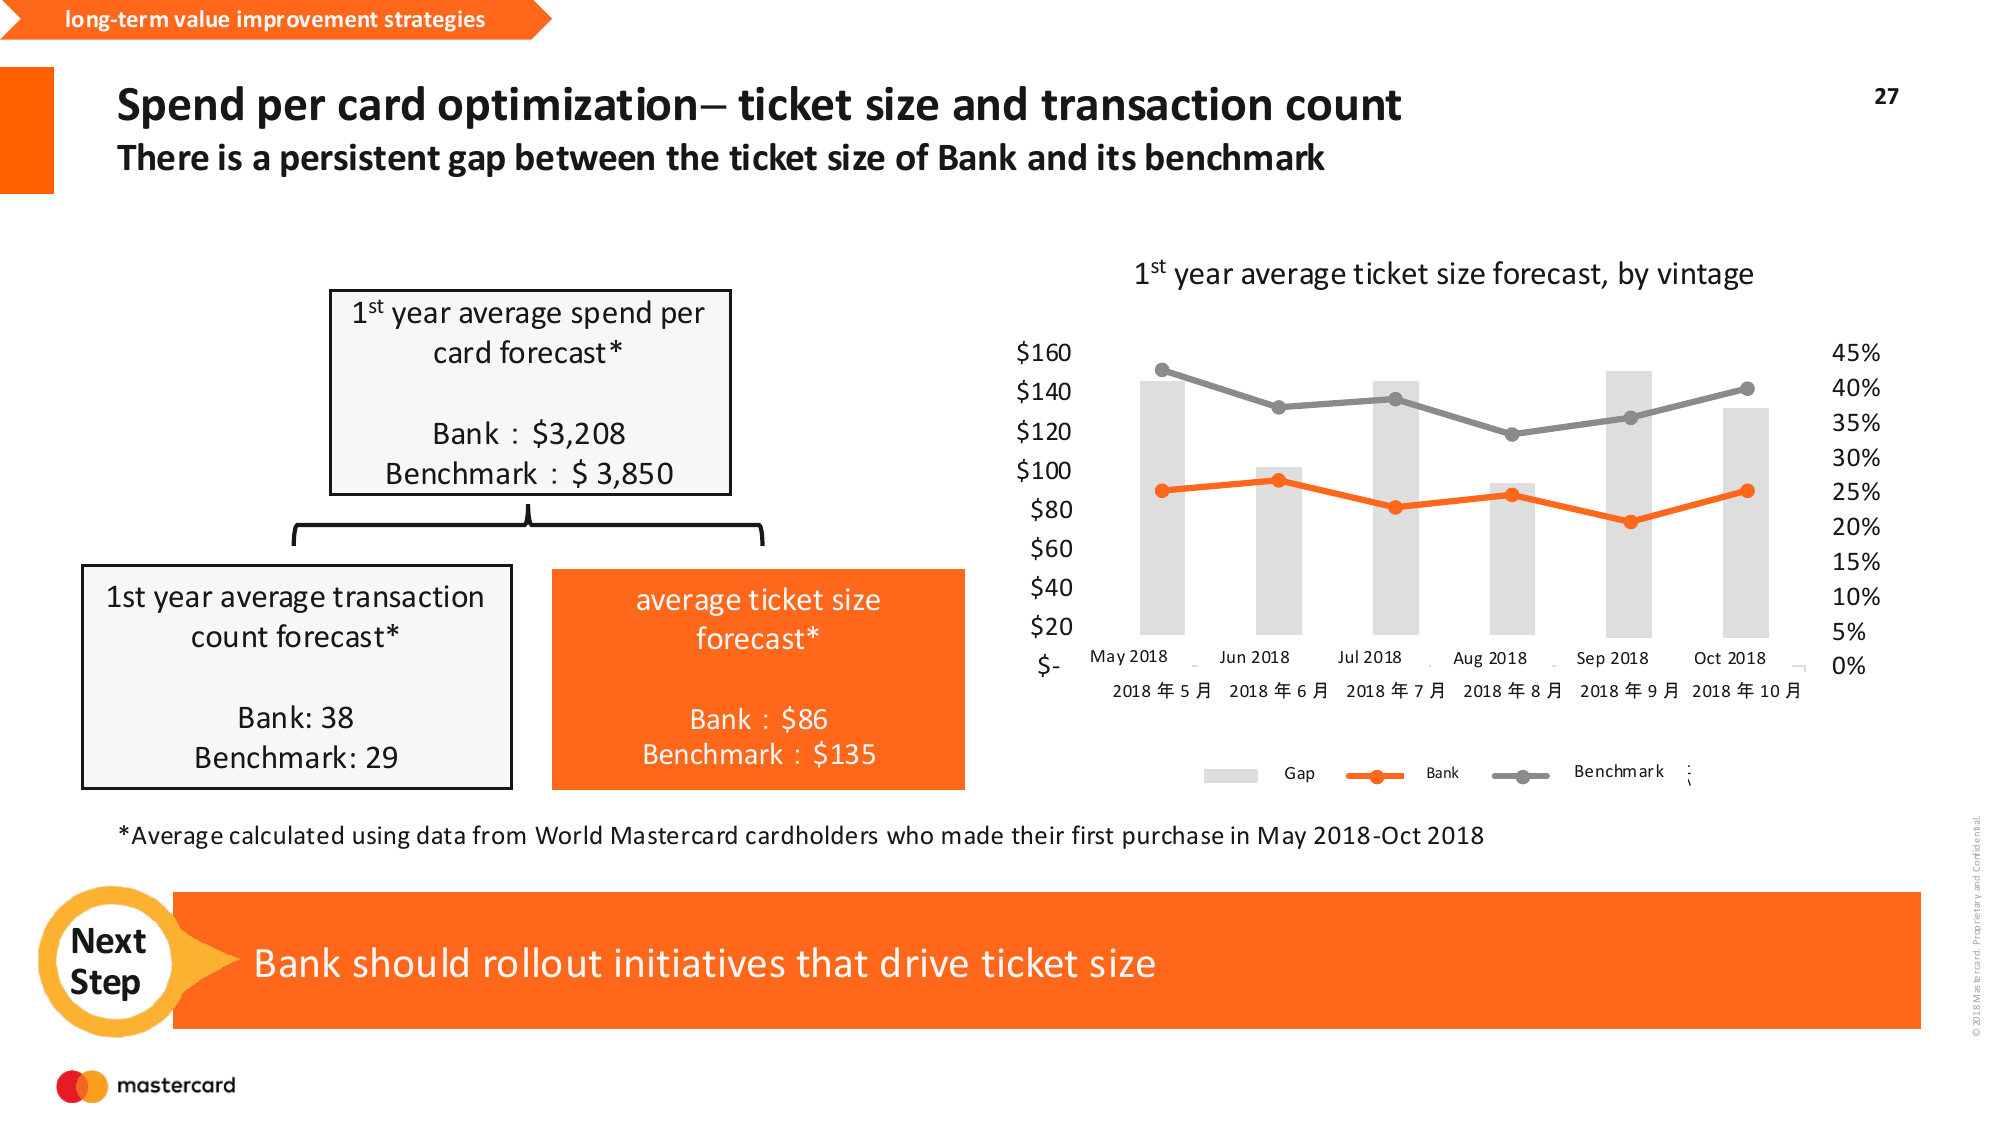 long-term value improvement strategies
Spend per card optimization– ticket size and transaction count
27
There is a persistent gap between the ticket size of Bank and its benchmark
1st year average spend per
card forecast*
Bank : $3,208
Benchmark : $ 3,850
1st year average transaction
count forecast*
Bank: 38
Benchmark: 29
average ticket size
forecast*
Bank : $86
Benchmark : $135
1st year average ticket size forecast, by vintage
$160
$140
$120
$100
$80
$60
$40
$20
$-
45%
40%
35%
30%
25%
20%
15%
10%
5%
0%
May 2018 Jun 2018 Jul 2018 Aug 2018 Sep 2018 Oct 2018
2018 年 5 月 2018 年 6 月 2018 年 7 月 2018 年 8 月 2018 年 9 月 2018 年 10 月
Gap Bank Benchmark
*Average calculated using data from World Mastercard cardholders who made their first purchase in May 2018-Oct 2018
Next
Step
Bank should rollout initiatives that drive ticket size
mastercard
©2018 Mastercard. Proprietary and Confidential.